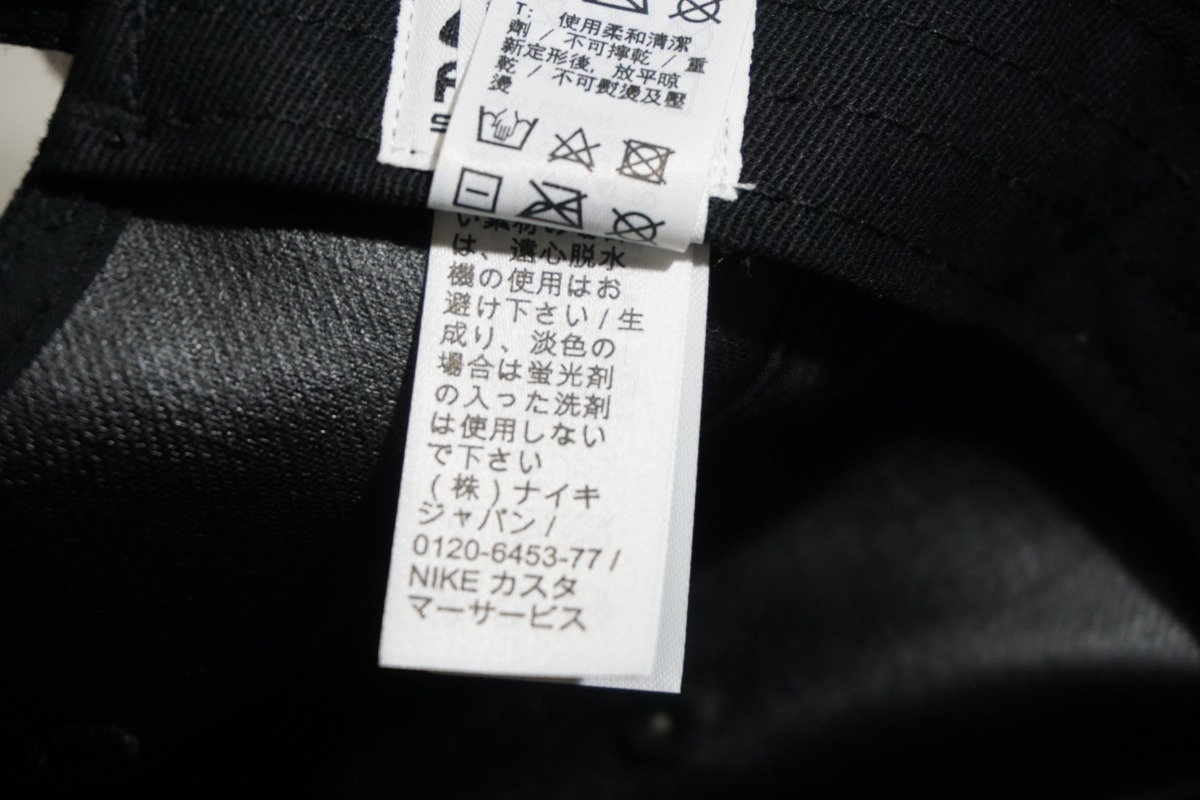 T: 使用柔和清潔
劑 / 不可擰乾 / 重
新定形後，放平晾
乾 / 不可熨燙及壓
燙
は、遠心脱水
機の使用はお
避け下さい / 生
成り、淡色の
場合は蛍光剤
の入った洗剤
は使用しない
で下さい
(株) ナイキ
ジャパン /
0120-6453-77 /
NIKE カスタ
マーサービス